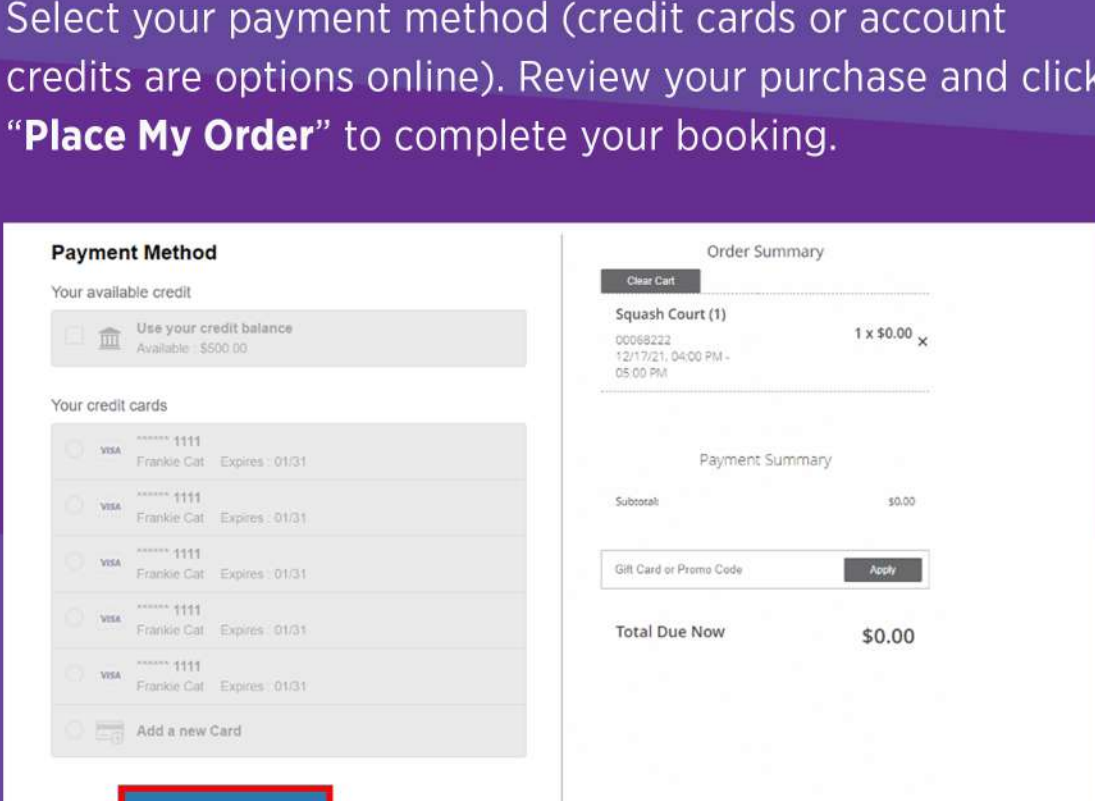 Select your payment method (credit cards or account
credits are options online). Review your purchase and click
“Place My Order” to complete your booking.
Payment Method
Your available credit
Use your credit balance
Available : $500.00
Your credit cards
VISA ****** 1111
Frankie Cat Expires : 01/31
VISA ****** 1111
Frankie Cat Expires : 01/31
VISA ****** 1111
Frankie Cat Expires : 01/31
VISA ****** 1111
Frankie Cat Expires : 01/31
VISA ****** 1111
Frankie Cat Expires : 01/31
Add a new Card
Order Summary
Clear Cart
Squash Court (1)
1 x $0.00 ×
00068222
12/17/21, 04:00 PM -
05:00 PM
Payment Summary
Subtotal: $0.00
Gift Card or Promo Code Apply
Total Due Now $0.00